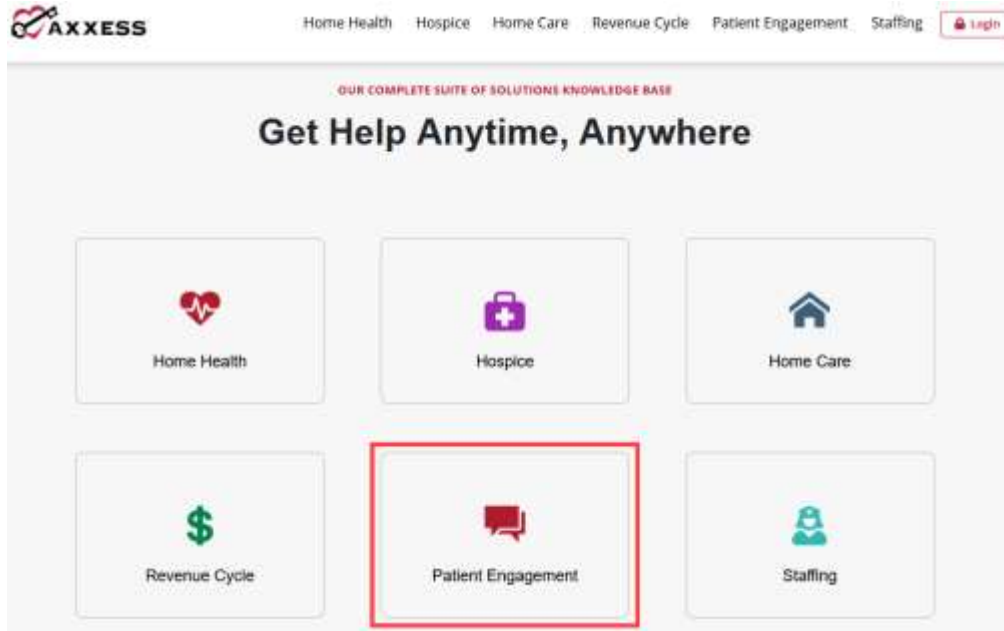 AXXESS
Home Health Hospice Home Care Revenue Cycle Patient Engagement Staffing Login
OUR COMPLETE SUITE OF SOLUTIONS KNOWLEDGE BASE
Get Help Anytime, Anywhere
Home Health Hospice Home Care
Revenue Cycle Patient Engagement Staffing